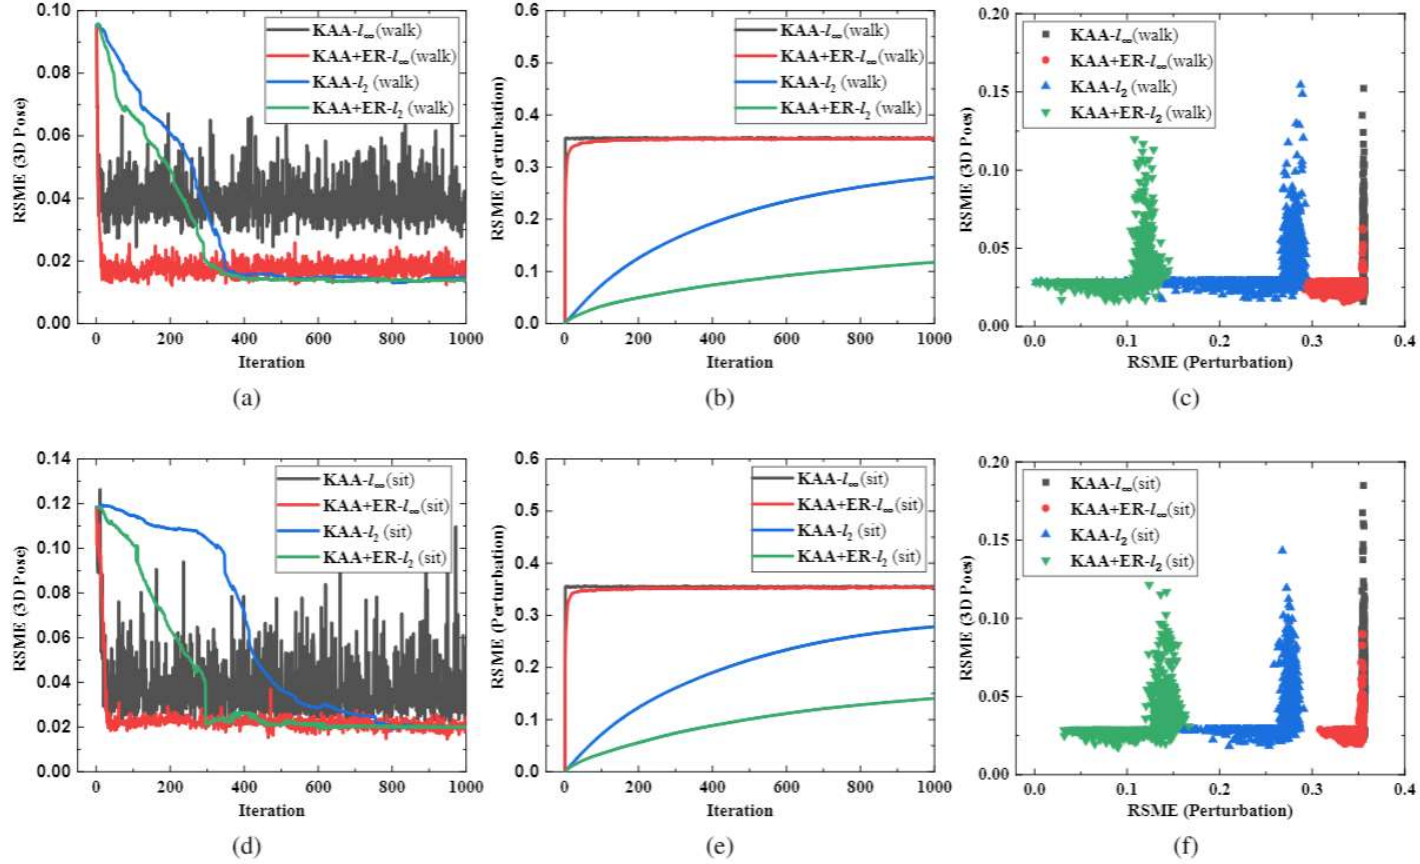 0.10
0.08
0.06
0.04
0.02
0.00
RSME (3D Pose)
KAA-l∞(walk)
KAA+ER-l∞(walk)
KAA-l2 (walk)
KAA+ER-l2 (walk)
0 200 400 600 800 1000
Iteration
(a)
0.6
0.5
0.4
0.3
0.2
0.1
0.0
RSME (Perturbation)
KAA-l∞(walk)
KAA+ER-l∞(walk)
KAA-l2 (walk)
KAA+ER-l2 (walk)
0 200 400 600 800 1000
Iteration
(b)
0.20
0.15
0.10
0.05
0.00
RSME (3D Poes)
KAA-l∞(walk)
KAA+ER-l∞(walk)
KAA-l2 (walk)
KAA+ER-l2 (walk)
0.0 0.1 0.2 0.3 0.4
RSME (Perturbation)
(c)
0.14
0.12
0.10
0.08
0.06
0.04
0.02
0.00
RSME (3D Pose)
KAA-l∞(sit)
KAA+ER-l∞(sit)
KAA-l2 (sit)
KAA+ER-l2 (sit)
0 200 400 600 800 1000
Iteration
(d)
0.6
0.5
0.4
0.3
0.2
0.1
0.0
RSME (Perturbation)
KAA-l∞(sit)
KAA+ER-l∞(sit)
KAA-l2 (sit)
KAA+ER-l2 (sit)
0 200 400 600 800 1000
Iteration
(e)
0.20
0.15
0.10
0.05
0.00
RSME (3D Poes)
KAA-l∞(sit)
KAA+ER-l∞(sit)
KAA-l2 (sit)
KAA+ER-l2 (sit)
0.0 0.1 0.2 0.3 0.4
RSME (Perturbation)
(f)